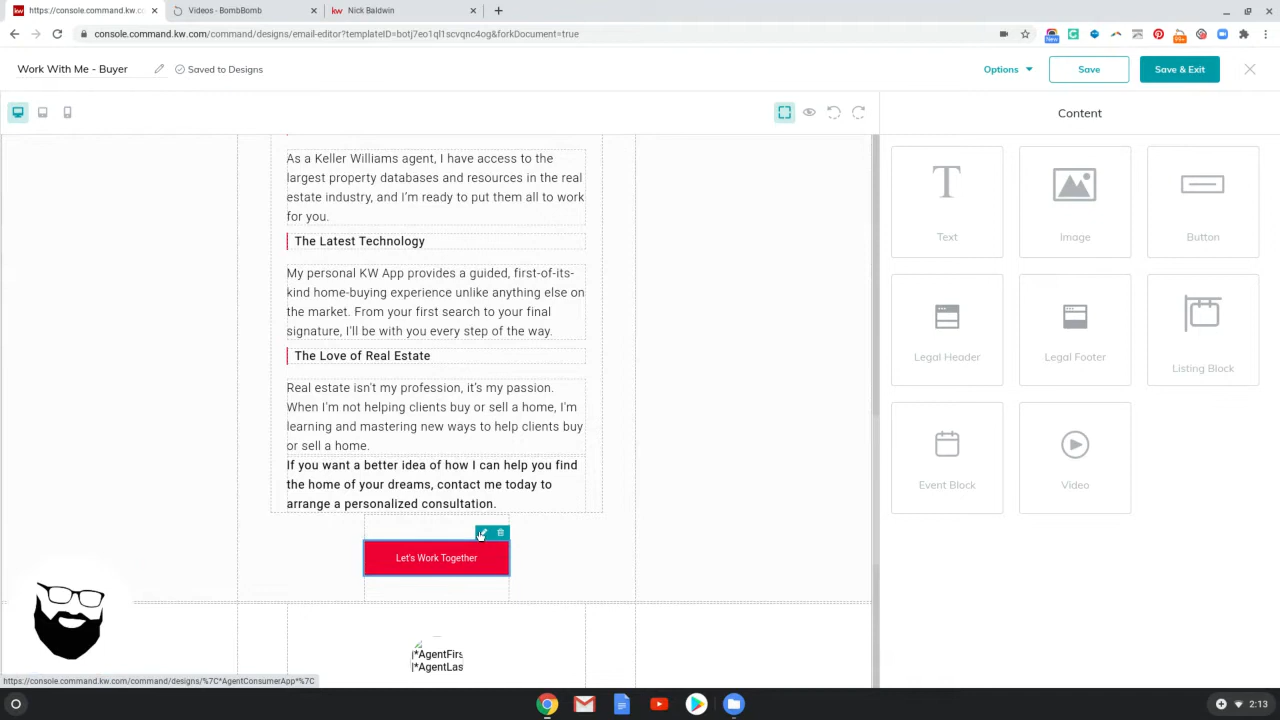 https://console.command.kw.co
Videos - BombBomb
Nick Baldwin
console.command.kw.com/command/designs/email-editor?templateID=botj7eo1ql1scvqnc4og&forkDocument=true
New
99+
Work With Me - Buyer
Saved to Designs
Options
Save
Save & Exit
Content
As a Keller Williams agent, I have access to the
largest property databases and resources in the real
estate industry, and I'm ready to put them all to work
for you.
The Latest Technology
My personal KW App provides a guided, first-of-its-
kind home-buying experience unlike anything else on
the market. From your first search to your final
signature, I'll be with you every step of the way.
The Love of Real Estate
Real estate isn't my profession, it's my passion.
When I'm not helping clients buy or sell a home, I'm
learning and mastering new ways to help clients buy
or sell a home.
If you want a better idea of how I can help you find
the home of your dreams, contact me today to
arrange a personalized consultation.
Let's Work Together
|*AgentFirs
|*AgentLas
Text
Image
Button
Legal Header
Legal Footer
Listing Block
Event Block
Video
https://console.command.kw.com/command/designs/%7C*AgentConsumerApp*%7C
2:13